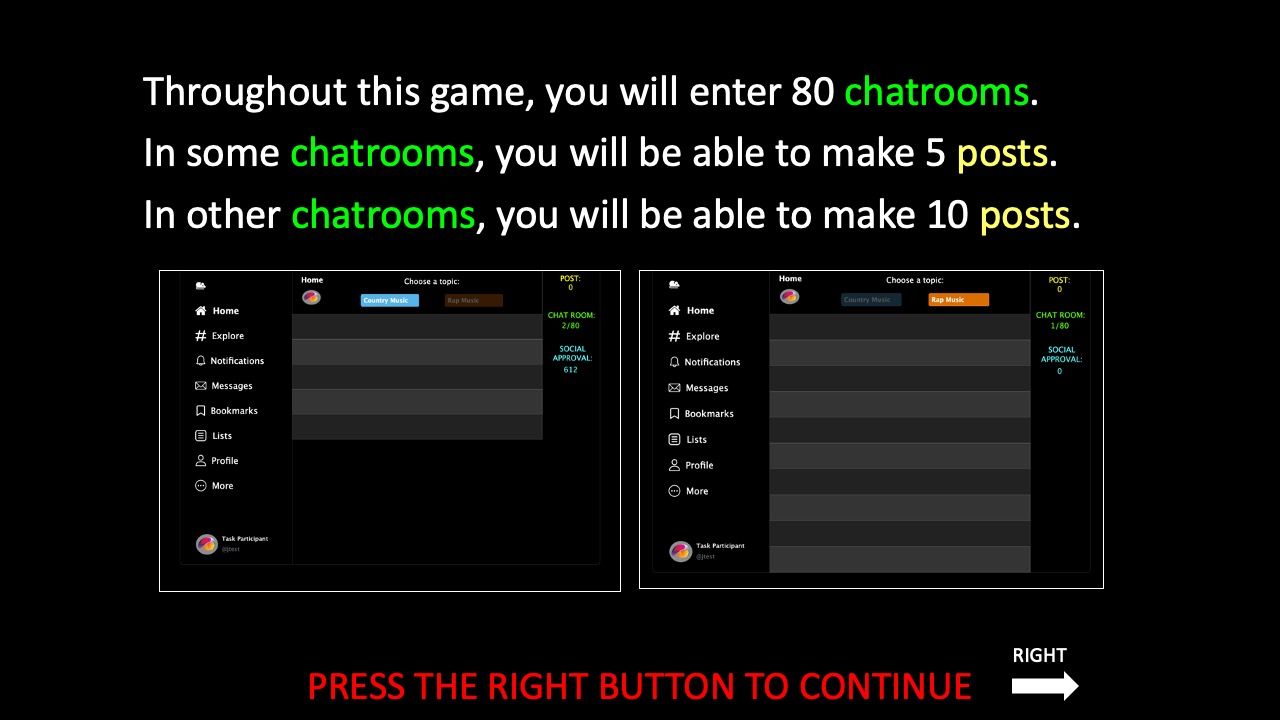 Throughout this game, you will enter 80 chatrooms.
In some chatrooms, you will be able to make 5 posts.
In other chatrooms, you will be able to make 10 posts.
Home
Choose a topic:
Country Music
Rap Music
POST:
0
CHAT ROOM:
2/80
SOCIAL
APPROVAL:
612
Home
Explore
Notifications
Messages
Bookmarks
Lists
Profile
More
Task Participant
@jtest
Home
Choose a topic:
Country Music
Rap Music
POST:
0
CHAT ROOM:
1/80
SOCIAL
APPROVAL:
0
Home
Explore
Notifications
Messages
Bookmarks
Lists
Profile
More
Task Participant
@jtest
RIGHT
PRESS THE RIGHT BUTTON TO CONTINUE